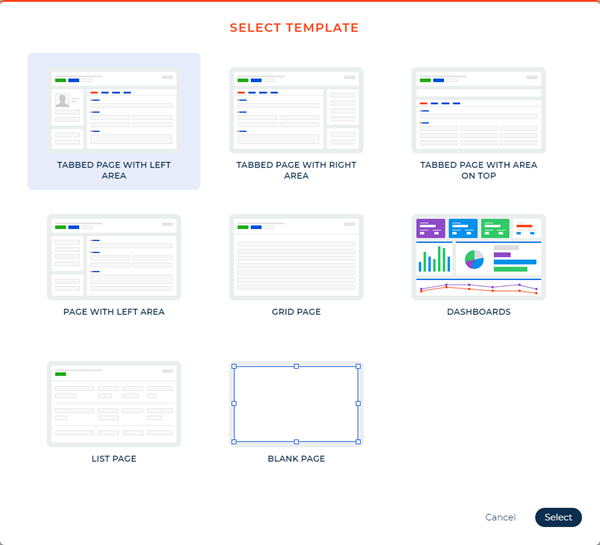 SELECT TEMPLATE
TABBED PAGE WITH LEFT
AREA
TABBED PAGE WITH RIGHT
AREA
TABBED PAGE WITH AREA
ON TOP
PAGE WITH LEFT AREA
GRID PAGE
DASHBOARDS
LIST PAGE
BLANK PAGE
Cancel
Select